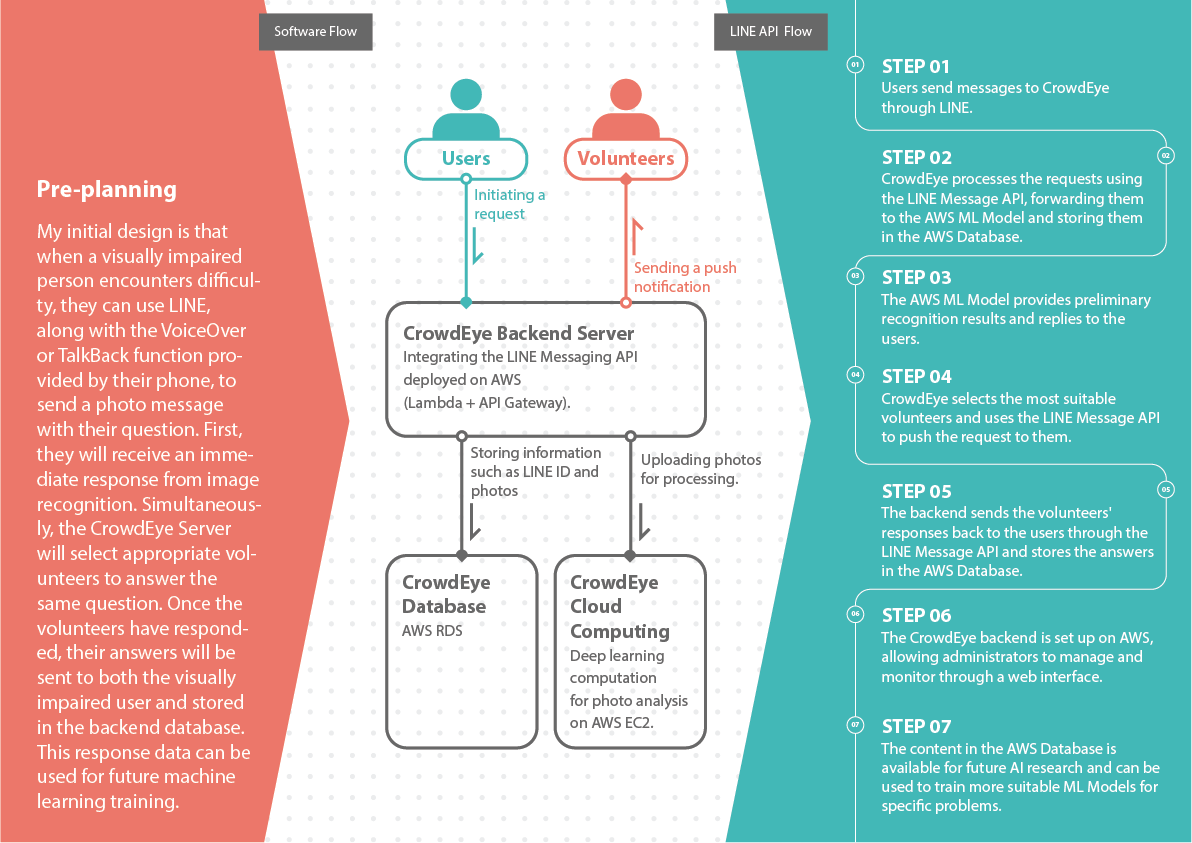 Software Flow
LINE API  Flow
Pre-planning
My initial design is that
when a visually impaired
person encounters difficul-
ty, they can use LINE,
along with the VoiceOver
or TalkBack function pro-
vided by their phone, to
send a photo message
with their question. First,
they will receive an imme-
diate response from image
recognition. Simultaneous-
ly, the CrowdEye Server
will select appropriate vol-
unteers to answer the
same question. Once the
volunteers have respond-
ed, their answers will be
sent to both the visually
impaired user and stored
in the backend database.
This response data can be
used for future machine
learning training.
Users
Volunteers
Initiating a
request
Sending a push
notification
CrowdEye Backend Server
Integrating the LINE Messaging API
deployed on AWS
(Lambda + API Gateway).
Storing information
such as LINE ID and
photos
Uploading photos
for processing.
CrowdEye
Database
AWS RDS
CrowdEye
Cloud
Computing
Deep learning
computation
for photo analysis
on AWS EC2.
01
STEP 01
Users send messages to CrowdEye
through LINE.
02
STEP 02
CrowdEye processes the requests using
the LINE Message API, forwarding them
to the AWS ML Model and storing them
in the AWS Database.
03
STEP 03
The AWS ML Model provides preliminary
recognition results and replies to the
users.
04
STEP 04
CrowdEye selects the most suitable
volunteers and uses the LINE Message API
to push the request to them.
05
STEP 05
The backend sends the volunteers'
responses back to the users through the
LINE Message API and stores the answers
in the AWS Database.
06
STEP 06
The CrowdEye backend is set up on AWS,
allowing administrators to manage and
monitor through a web interface.
07
STEP 07
The content in the AWS Database is
available for future AI research and can be
used to train more suitable ML Models for
specific problems.